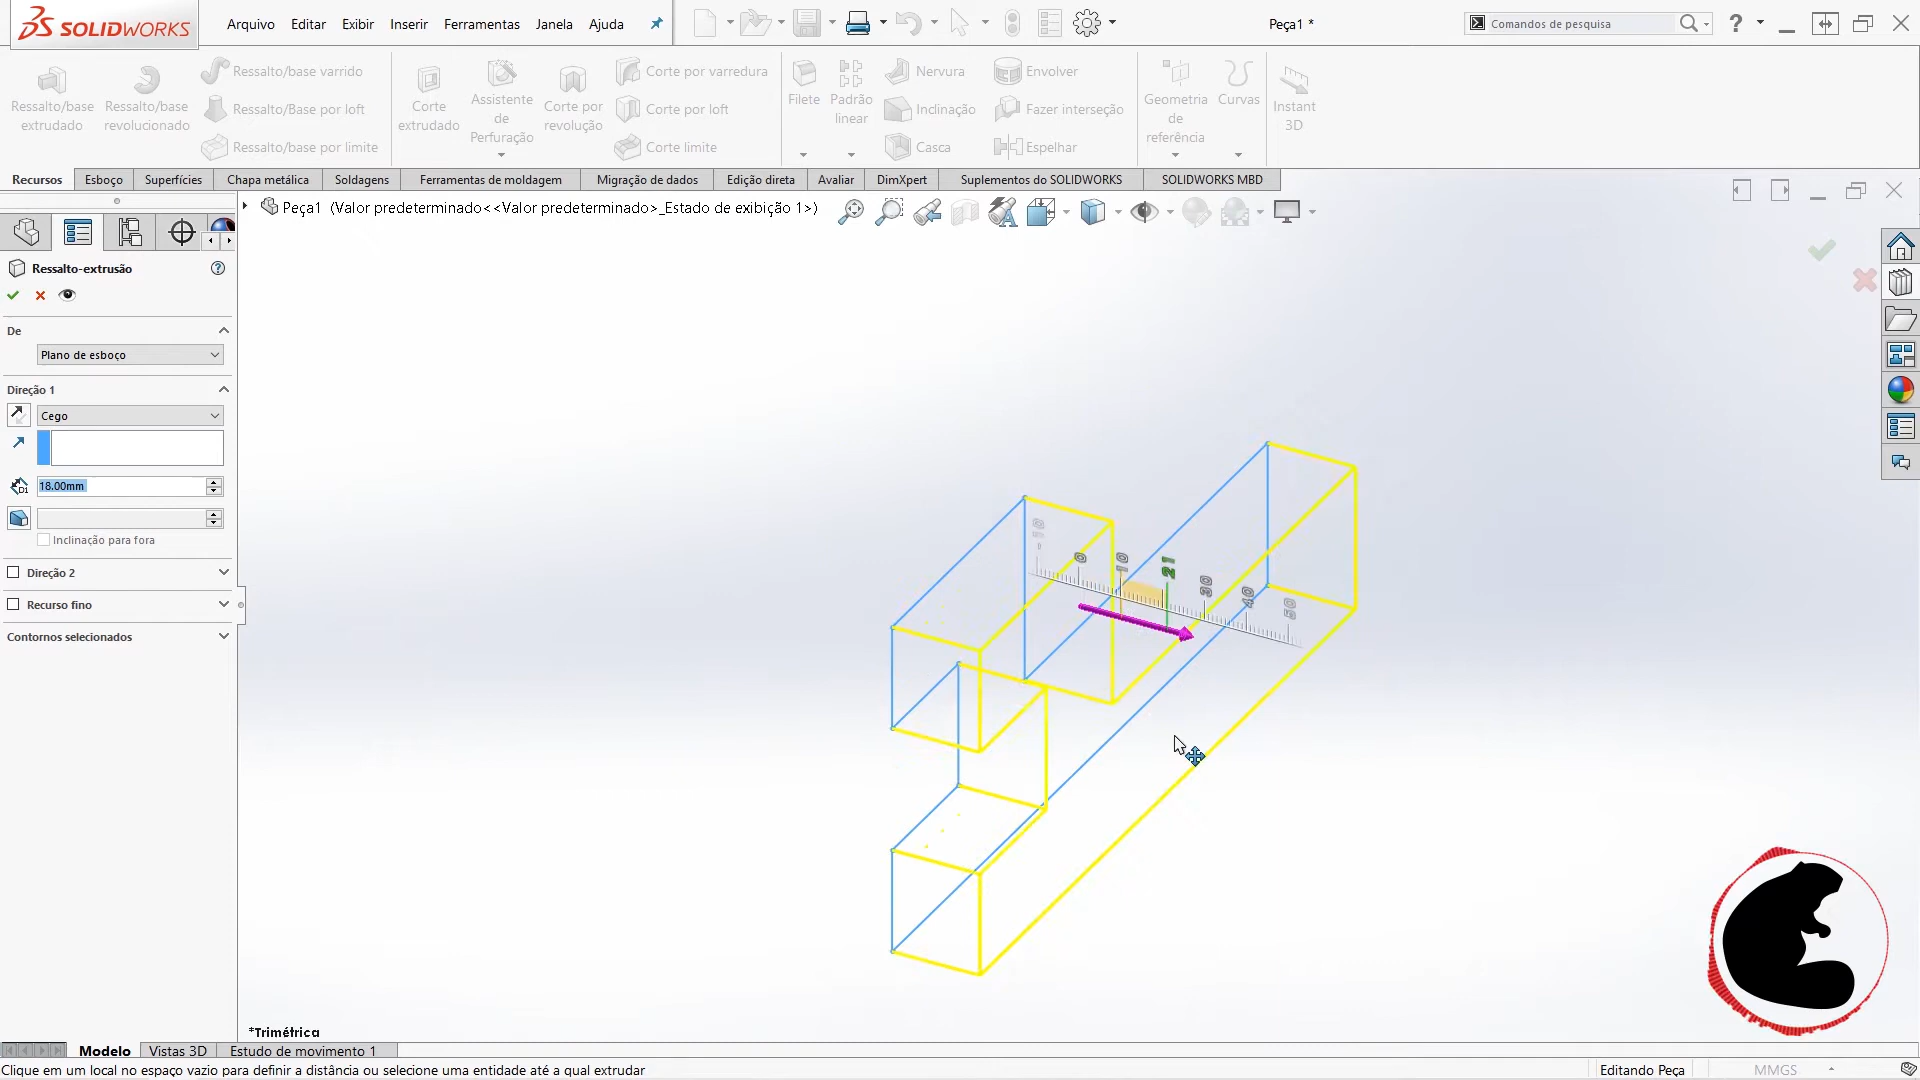 SOLIDWORKS
Arquivo Editar Exibir Inserir Ferramentas Janela Ajuda
Peça1 *
Comandos de pesquisa
?
Ressalto/base extrudado
Ressalto/base revolucionado
Ressalto/base varrido
Ressalto/Base por loft
Ressalto/base por limite
Corte extrudado
Assistente de Perfuração
Corte por revolução
Corte por varredura
Corte por loft
Corte limite
Filete
Padrão linear
Nervura
Inclinação
Casca
Envolver
Fazer interseção
Espelhar
Geometria de referência
Curvas
Instant 3D
Recursos Esboço Superfícies Chapa metálica Soldagens Ferramentas de moldagem Migração de dados Edição direta Avaliar DimXpert Suplementos do SOLIDWORKS SOLIDWORKS MBD
Peça1 (Valor predeterminado<<Valor predeterminado>_Estado de exibição 1>)
Ressalto-extrusão
De
Plano de esboço
Direção 1
Cego
D1
18.00mm
Inclinação para fora
Direção 2
Recurso fino
Contornos selecionados
0 10 21 30 40 50
*Trimétrica
Modelo Vistas 3D Estudo de movimento 1
Clique em um local no espaço vazio para definir a distância ou selecione uma entidade até a qual extrudar
Editando Peça
MMGS